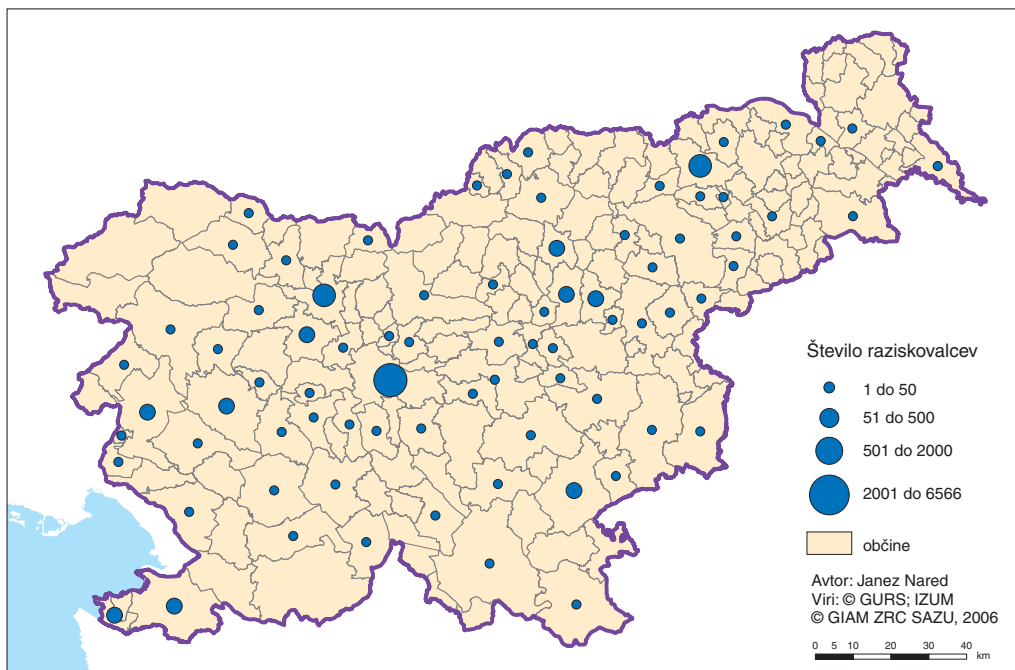 Število raziskovalcev
1 do 50
51 do 500
501 do 2000
2001 do 6566
občine
Avtor: Janez Nared
Viri: © GURS; IZUM
© GIAM ZRC SAZU, 2006
0 5 10 20 30 40
km